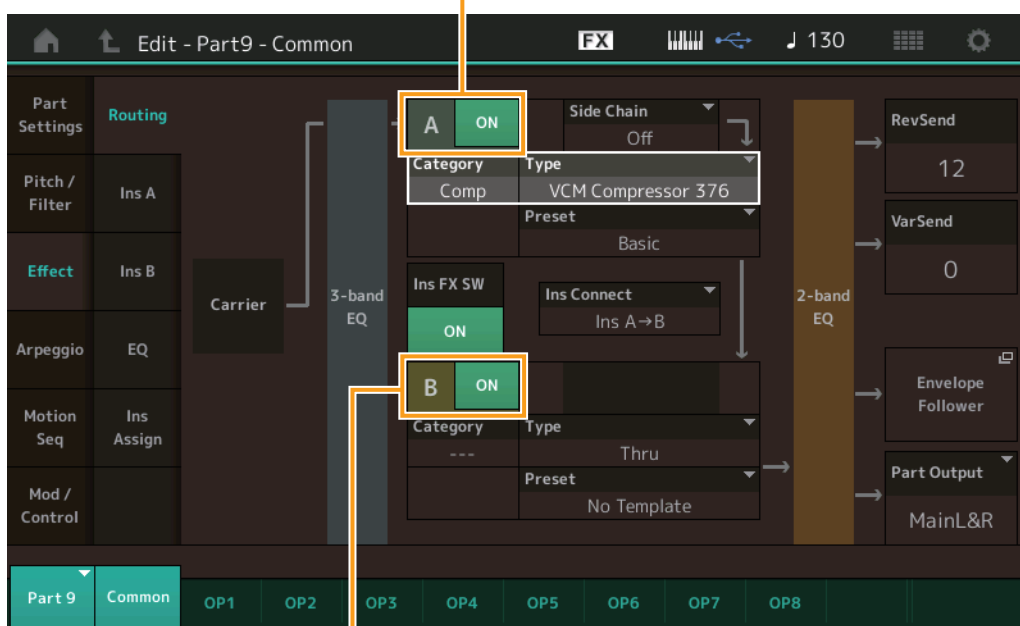 Edit - Part9 - Common
FX
♩ 130
Part
Settings
Pitch /
Filter
Effect
Arpeggio
Motion
Seq
Mod /
Control
Routing
Ins A
Ins B
EQ
Ins
Assign
Carrier
3-band
EQ
A ON
Side Chain
Off
Category Type
Comp VCM Compressor 376
Preset
Basic
Ins FX SW
ON
Ins Connect
Ins A→B
B ON
Category Type
--- Thru
Preset
No Template
2-band
EQ
RevSend
12
VarSend
0
Envelope
Follower
Part Output
MainL&R
Part 9 Common OP1 OP2 OP3 OP4 OP5 OP6 OP7 OP8